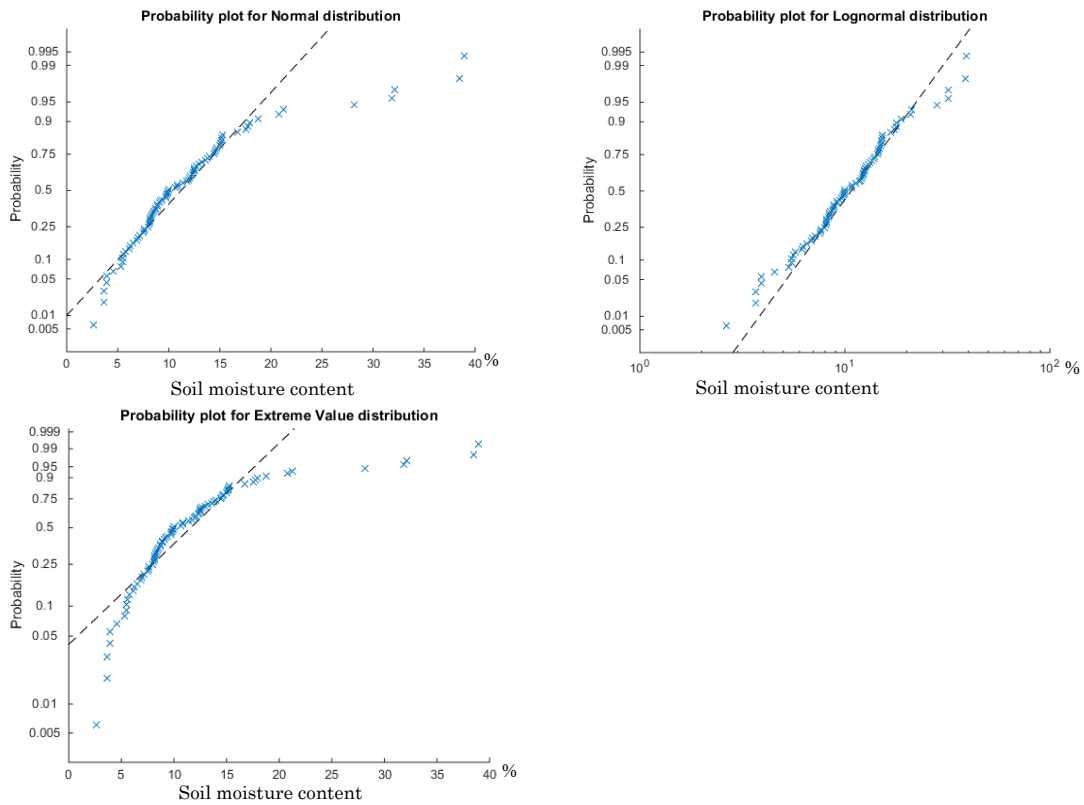 Probability plot for Normal distribution
Probability
0.995
0.99
0.95
0.9
0.75
0.5
0.25
0.1
0.05
0.01
0.005
0 5 10 15 20 25 30 35 40 %
Soil moisture content
Probability plot for Lognormal distribution
Probability
0.995
0.99
0.95
0.9
0.75
0.5
0.25
0.1
0.05
0.01
0.005
10⁰ 10¹ 10² %
Soil moisture content
Probability plot for Extreme Value distribution
Probability
0.999
0.99
0.95
0.9
0.75
0.5
0.25
0.1
0.05
0.01
0.005
0 5 10 15 20 25 30 35 40 %
Soil moisture content